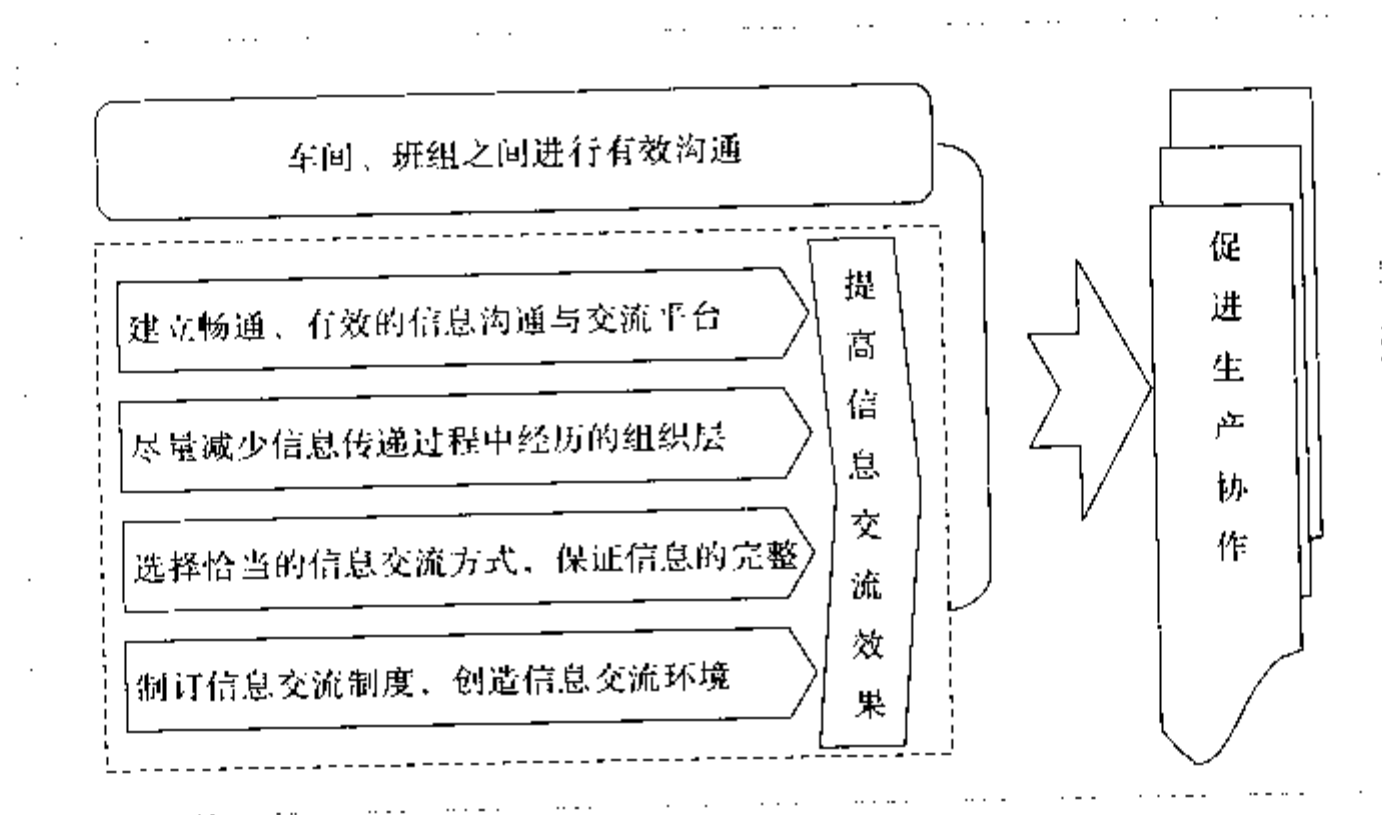 车间、班组之间进行有效沟通
建立畅通、有效的信息沟通与交流平台
尽量减少信息传递过程中经历的组织层
选择恰当的信息交流方式、保证信息的完整
制订信息交流制度、创造信息交流环境
提高信息交流效果
促进生产协作